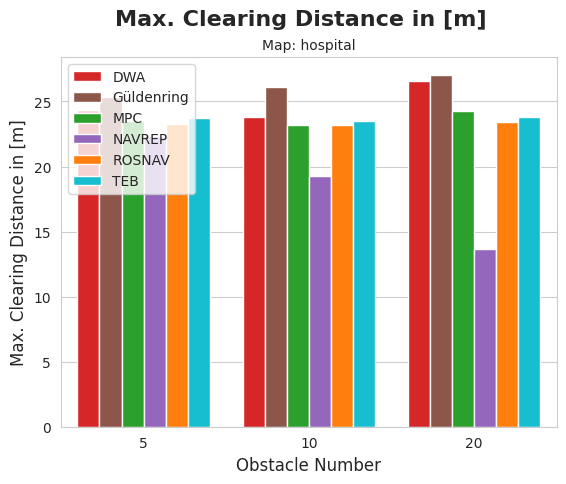 Max. Clearing Distance in [m]
Map: hospital
DWA
Güldenring
MPC
NAVREP
ROSNAV
TEB
Max. Clearing Distance in [m]
25
20
15
10
5
0
5
10
20
Obstacle Number